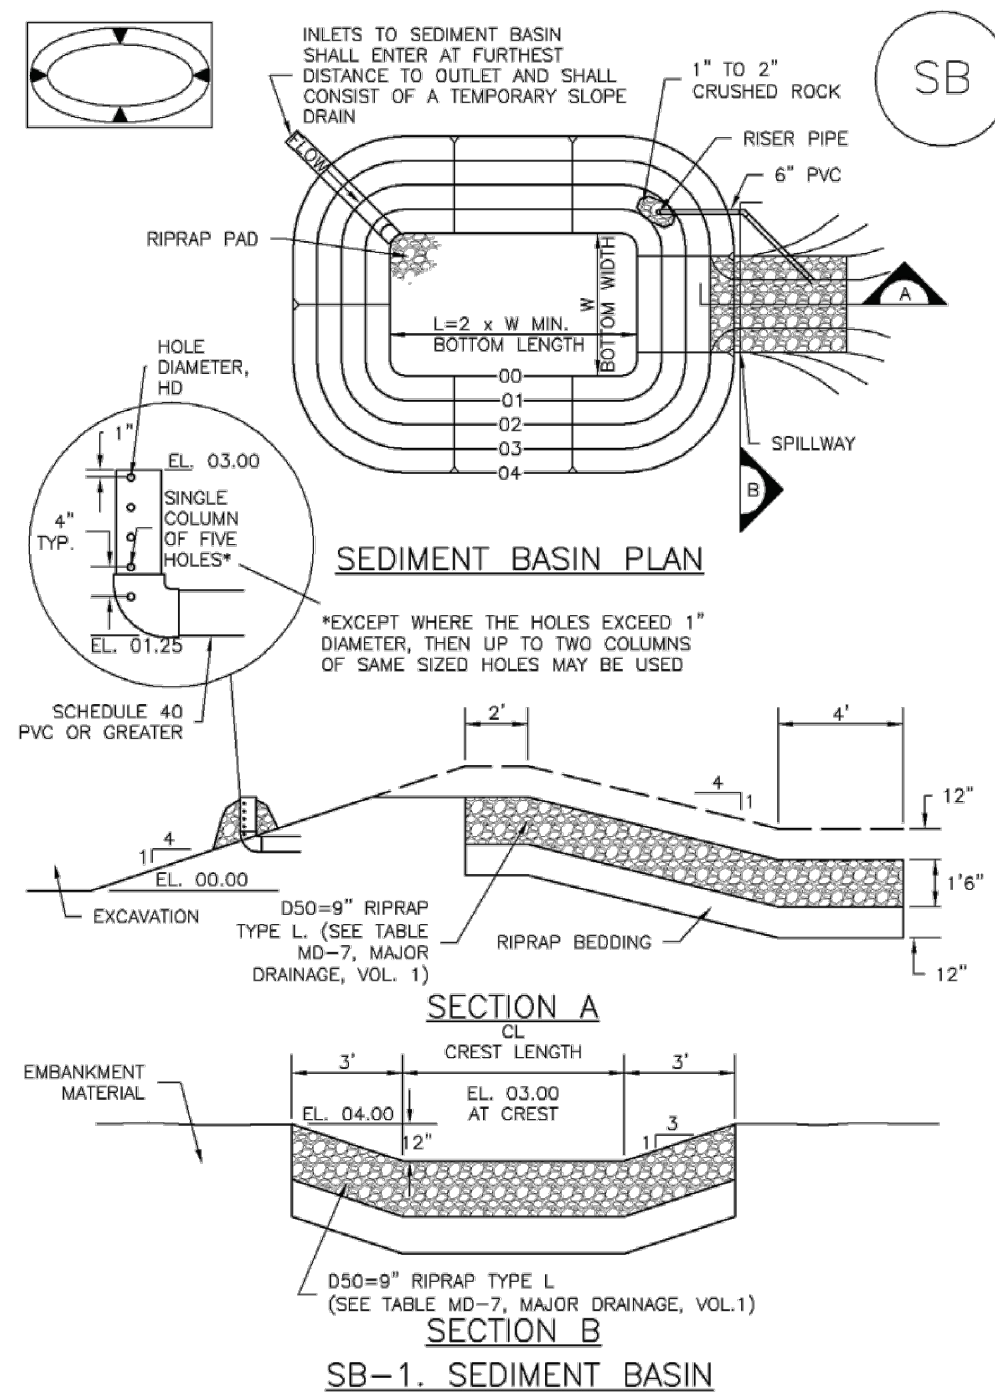 INLETS TO SEDIMENT BASIN
SHALL ENTER AT FURTHEST
DISTANCE TO OUTLET AND SHALL
CONSIST OF A TEMPORARY SLOPE
DRAIN
1" TO 2"
CRUSHED ROCK
SB
RISER PIPE
6" PVC
FLOW
RIPRAP PAD
A
W
BOTTOM WIDTH
L=2 x W MIN.
BOTTOM LENGTH
HOLE
DIAMETER,
HD
00
01
02
03
04
SPILLWAY
B
1"
EL. 03.00
SINGLE
COLUMN
OF FIVE
HOLES*
4"
TYP.
EL. 01.25
SEDIMENT BASIN PLAN
*EXCEPT WHERE THE HOLES EXCEED 1"
DIAMETER, THEN UP TO TWO COLUMNS
OF SAME SIZED HOLES MAY BE USED
SCHEDULE 40
PVC OR GREATER
2'
4'
4
1
12"
4
1
EL. 00.00
1'6"
EXCAVATION
D50=9" RIPRAP
TYPE L. (SEE TABLE
MD-7, MAJOR
DRAINAGE, VOL. 1)
RIPRAP BEDDING
12"
SECTION A
CL
CREST LENGTH
3'
3'
EMBANKMENT
MATERIAL
EL. 03.00
AT CREST
EL. 04.00
12"
3
1
D50=9" RIPRAP TYPE L
(SEE TABLE MD-7, MAJOR DRAINAGE, VOL.1)
SECTION B
SB-1. SEDIMENT BASIN